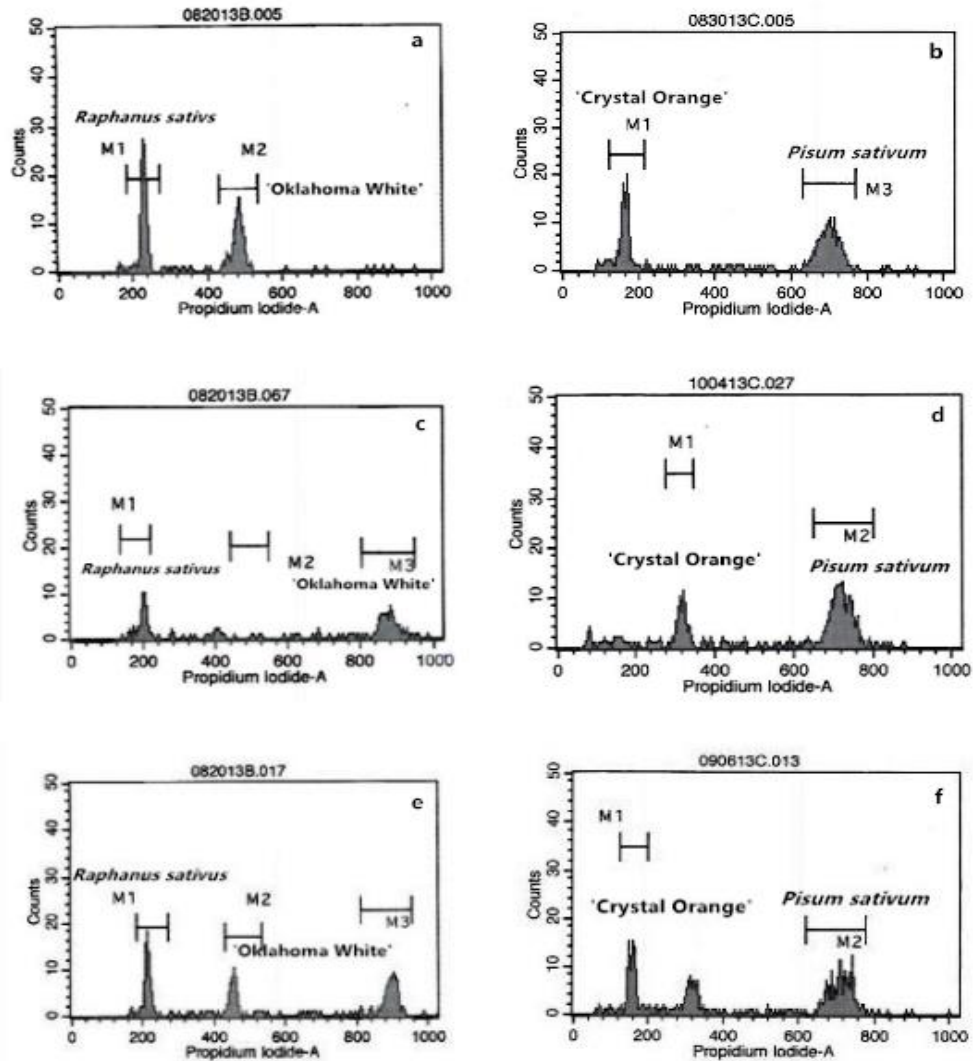 082013B.005
a
50
40
30
20
10
0
Counts
Raphanus sativs
M1
M2
'Oklahoma White'
0 200 400 600 800 1000
Propidium Iodide-A
083013C.005
b
50
40
30
20
10
0
Counts
'Crystal Orange'
M1
Pisum sativum
M3
0 200 400 600 800 1000
Propidium Iodide-A
082013B.067
c
50
40
30
20
10
0
Counts
M1
Raphanus sativus
M2
M3
'Oklahoma White'
0 200 400 600 800 1000
Propidium Iodide-A
100413C.027
d
50
40
30
20
10
0
Counts
M1
'Crystal Orange'
M2
Pisum sativum
0 200 400 600 800 1000
Propidium Iodide-A
082013B.017
e
50
40
30
20
10
0
Counts
Raphanus sativus
M1
M2
M3
'Oklahoma White'
0 200 400 600 800 1000
Propidium Iodide-A
090613C.013
f
50
40
30
20
10
0
Counts
M1
'Crystal Orange'
Pisum sativum
M2
0 200 400 600 800 1000
Propidium Iodide-A